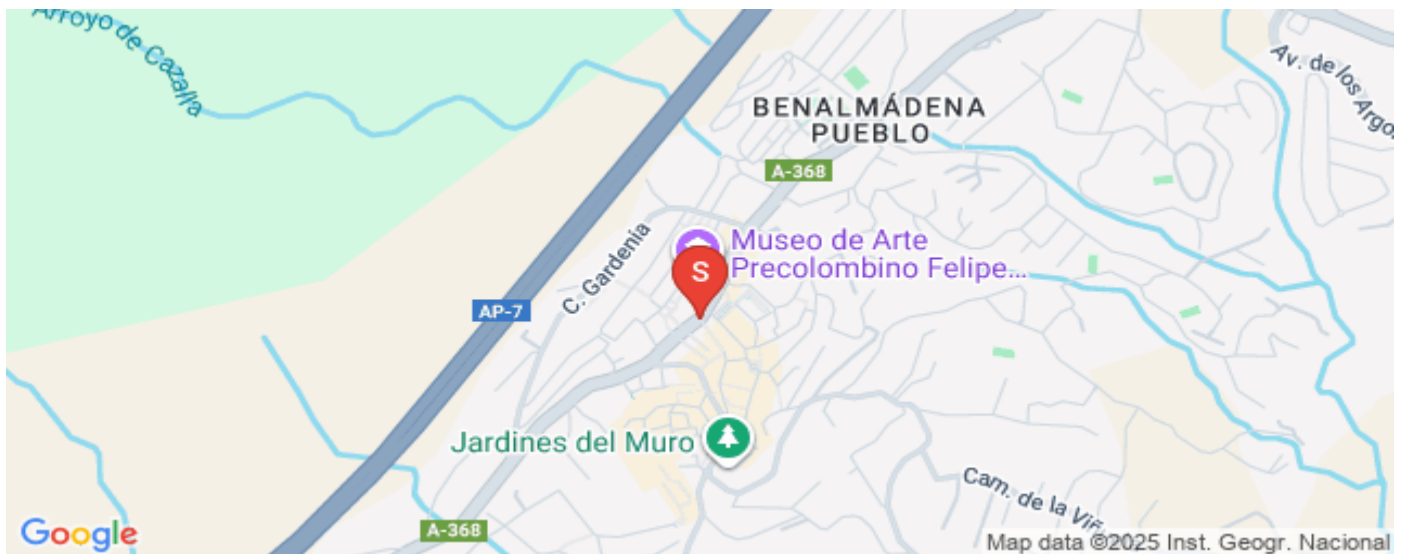 Arroyo de Cazalla
BENALMÁDENA
PUEBLO
Av. de los Argo
A-368
Museo de Arte
Precolombino Felipe...
C. Gardenia
S
AP-7
Jardines del Muro
Cam. de la Viñ
A-368
Google
Map data ©2025 Inst. Geogr. Nacional